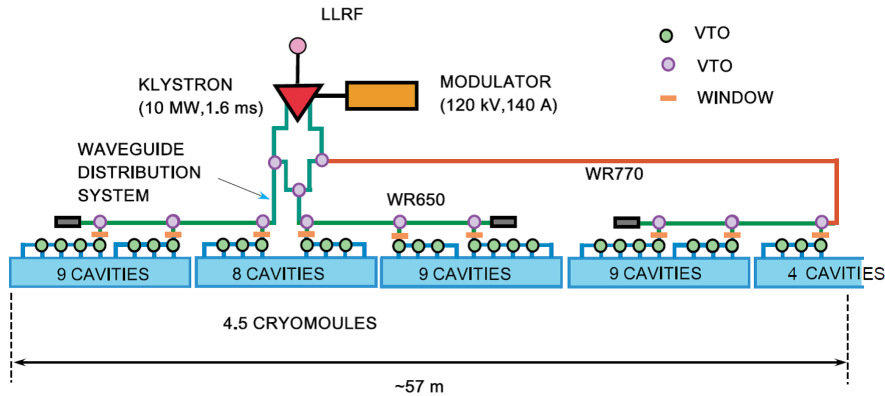 LLRF
VTO
VTO
WINDOW
KLYSTRON
(10 MW,1.6 ms)
MODULATOR
(120 kV,140 A)
WAVEGUIDE
DISTRIBUTION
SYSTEM
WR770
WR650
9 CAVITIES
8 CAVITIES
9 CAVITIES
9 CAVITIES
4 CAVITIES
4.5 CRYOMOULES
~57 m